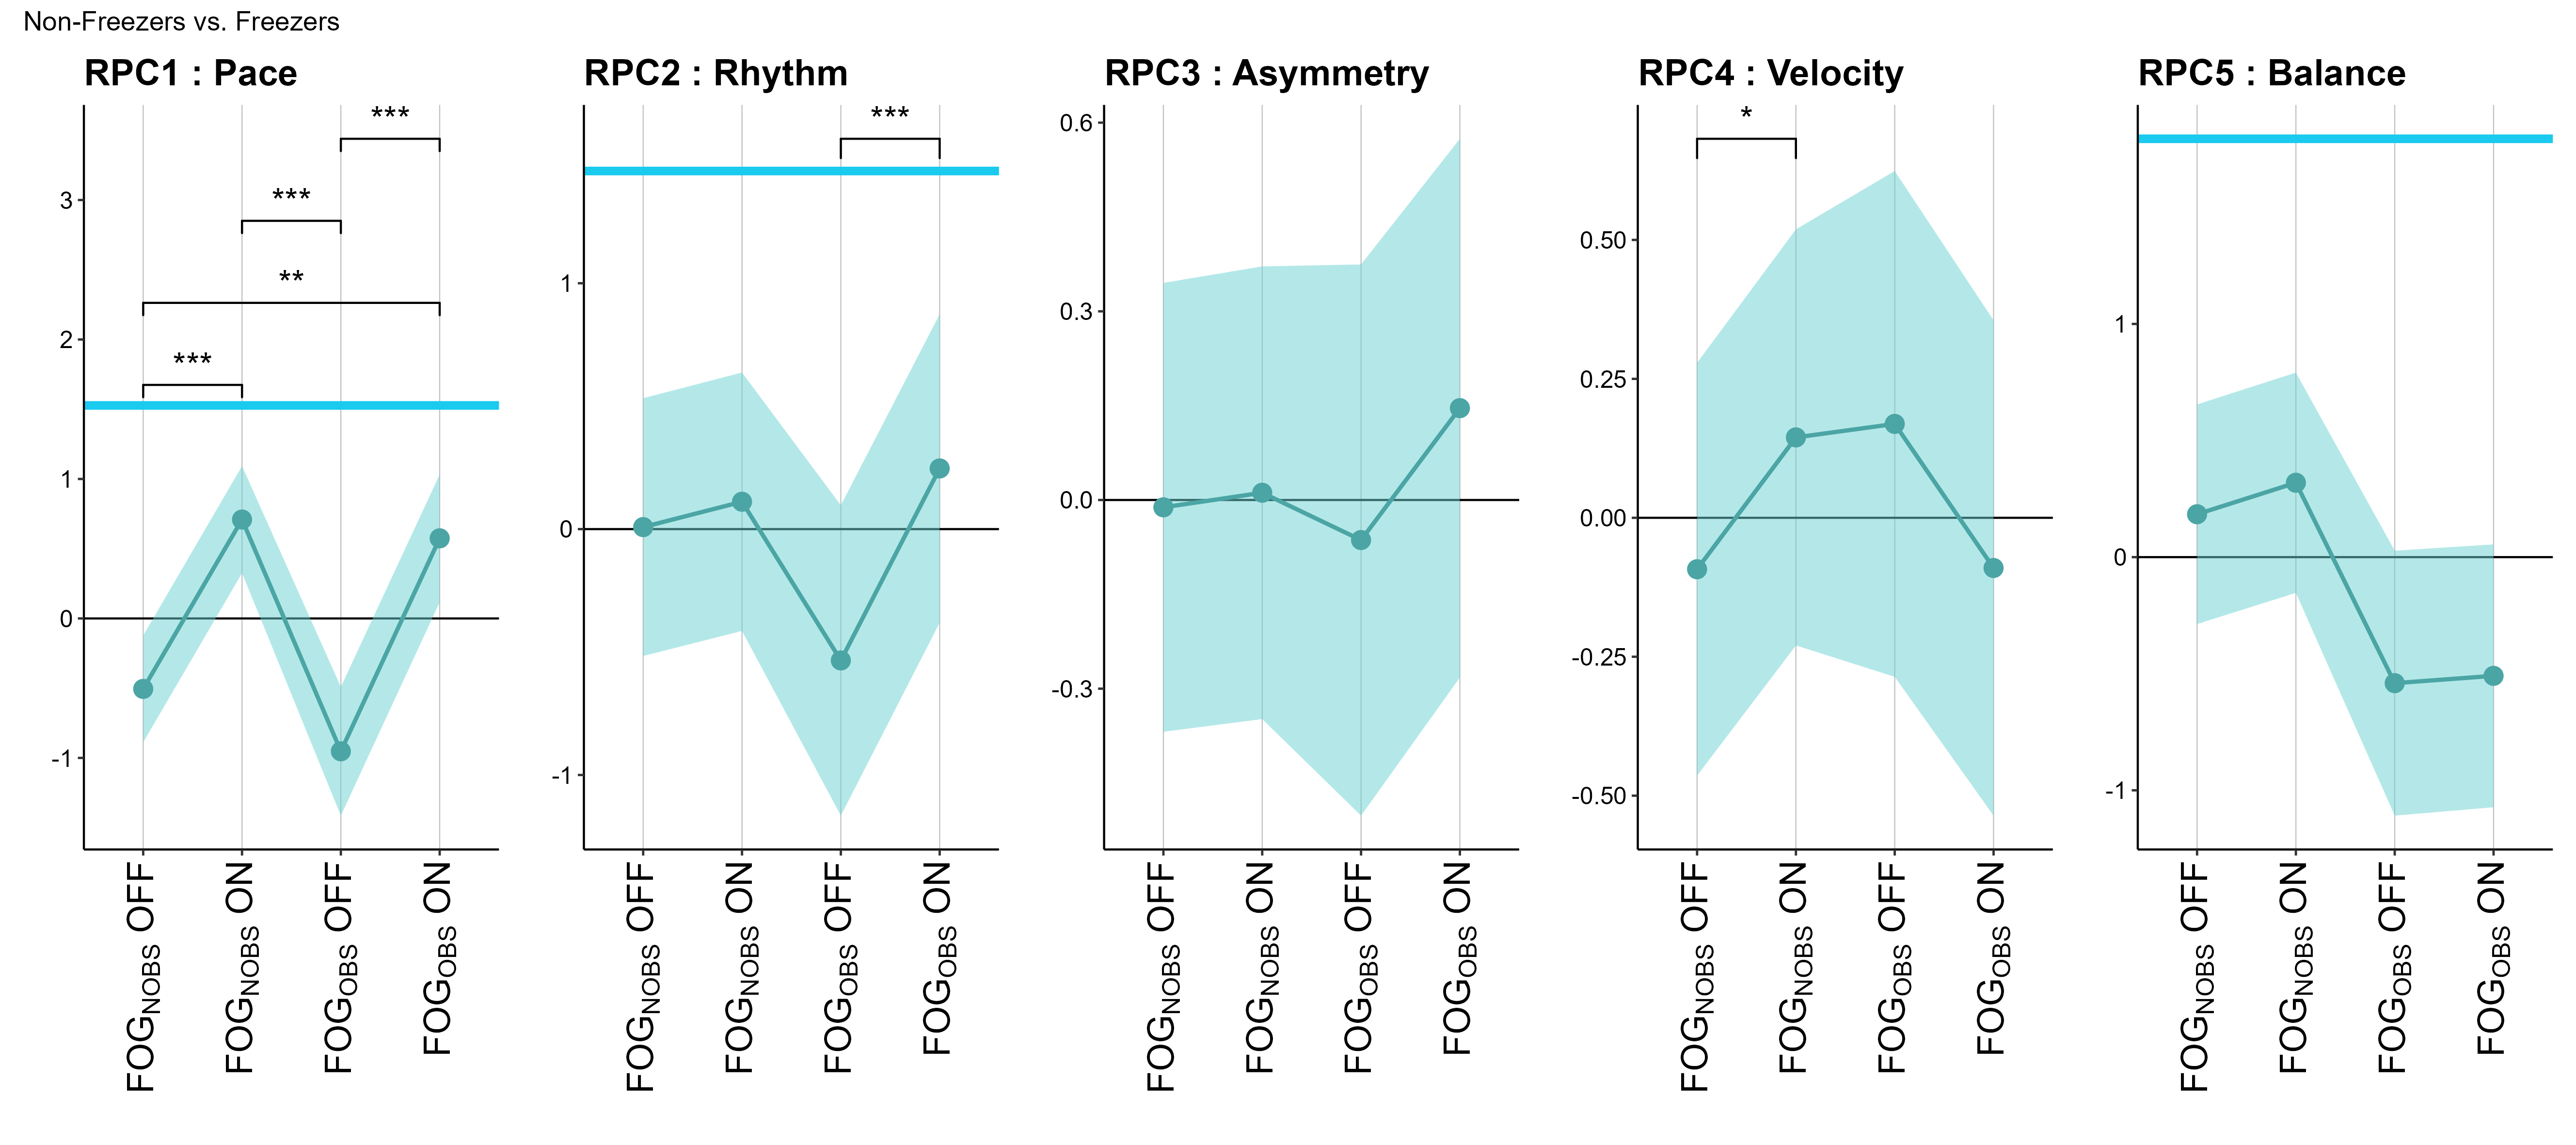 Non-Freezers vs. Freezers
RPC1 : Pace
***
***
**
***
3
2
1
0
-1
FOGNOBS OFF
FOGNOBS ON
FOGOBS OFF
FOGOBS ON
RPC2 : Rhythm
***
1
0
-1
FOGNOBS OFF
FOGNOBS ON
FOGOBS OFF
FOGOBS ON
RPC3 : Asymmetry
0.6
0.3
0.0
-0.3
FOGNOBS OFF
FOGNOBS ON
FOGOBS OFF
FOGOBS ON
RPC4 : Velocity
*
0.50
0.25
0.00
-0.25
-0.50
FOGNOBS OFF
FOGNOBS ON
FOGOBS OFF
FOGOBS ON
RPC5 : Balance
1
0
-1
FOGNOBS OFF
FOGNOBS ON
FOGOBS OFF
FOGOBS ON